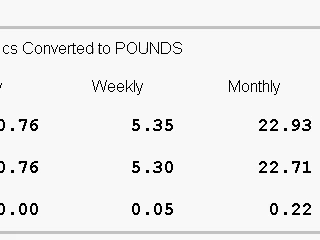 cs Converted to POUNDS
y Weekly Monthly
0.76 5.35 22.93
0.76 5.30 22.71
0.00 0.05 0.22